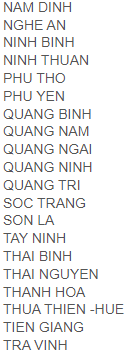 NAM DINH
NGHE AN
NINH BINH
NINH THUAN
PHU THO
PHU YEN
QUANG BINH
QUANG NAM
QUANG NGAI
QUANG NINH
QUANG TRI
SOC TRANG
SON LA
TAY NINH
THAI BINH
THAI NGUYEN
THANH HOA
THUA THIEN -HUE
TIEN GIANG
TRA VINH